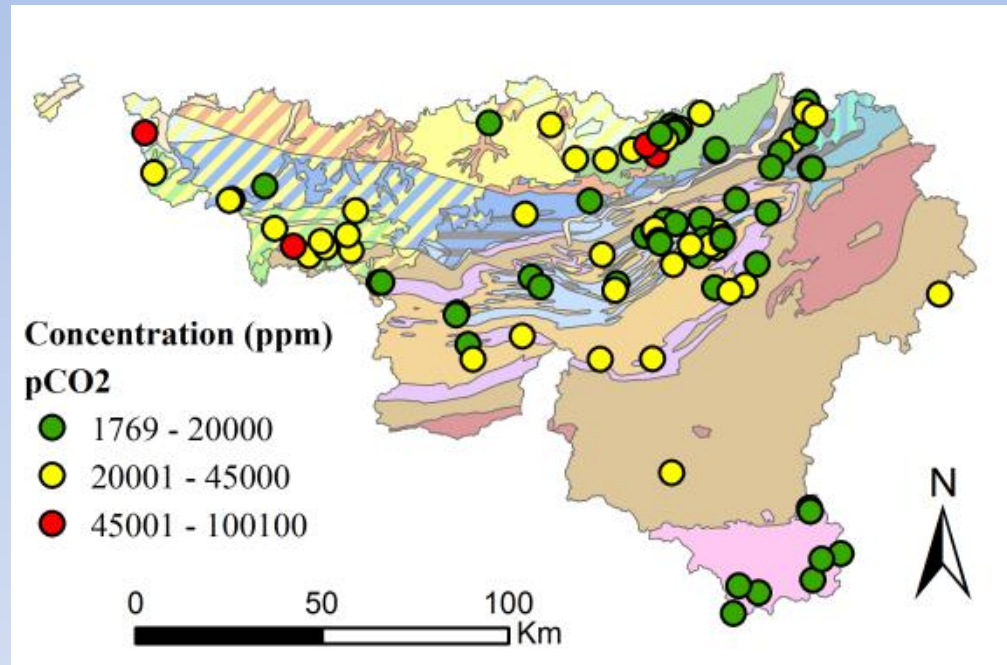 Concentration (ppm)
pCO2
1769 - 20000
20001 - 45000
45001 - 100100
N
0 50 100
Km